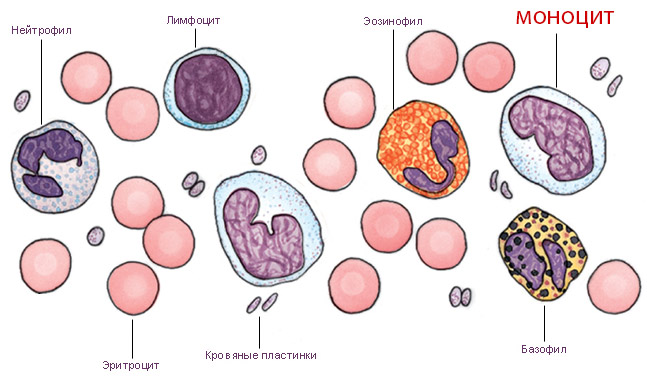 Нейтрофил
Лимфоцит
Эозинофил
МОНОЦИТ
Эритроцит
Кровяные пластинки
Базофил